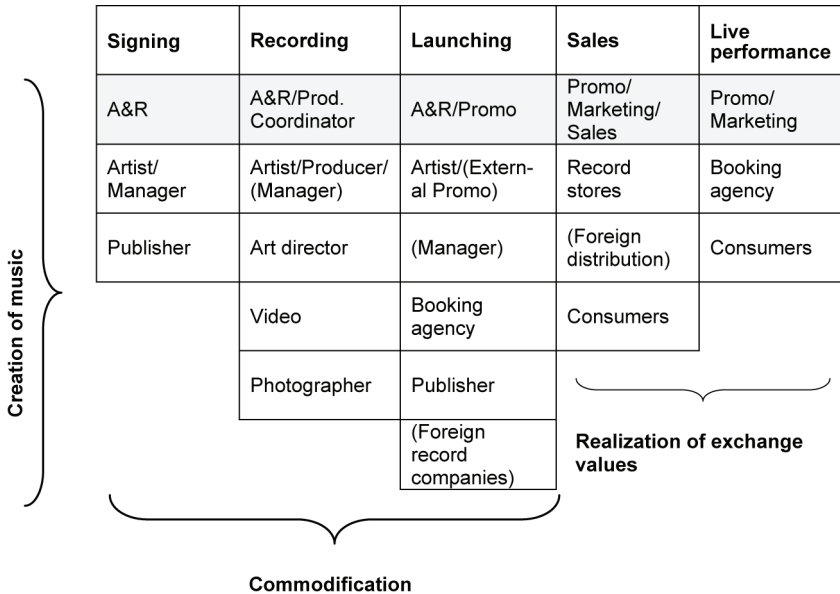 Signing
Recording
Launching
Sales
Live
performance
A&R
A&R/Prod.
Coordinator
A&R/Promo
Promo/
Marketing/
Sales
Promo/
Marketing
Artist/
Manager
Artist/Producer/
(Manager)
Artist/(Extern-
al Promo)
Record
stores
Booking
agency
Publisher
Art director
(Manager)
(Foreign
distribution)
Consumers
Video
Booking
agency
Consumers
Photographer
Publisher
(Foreign
record
companies)
Creation of music
Realization of exchange
values
Commodification